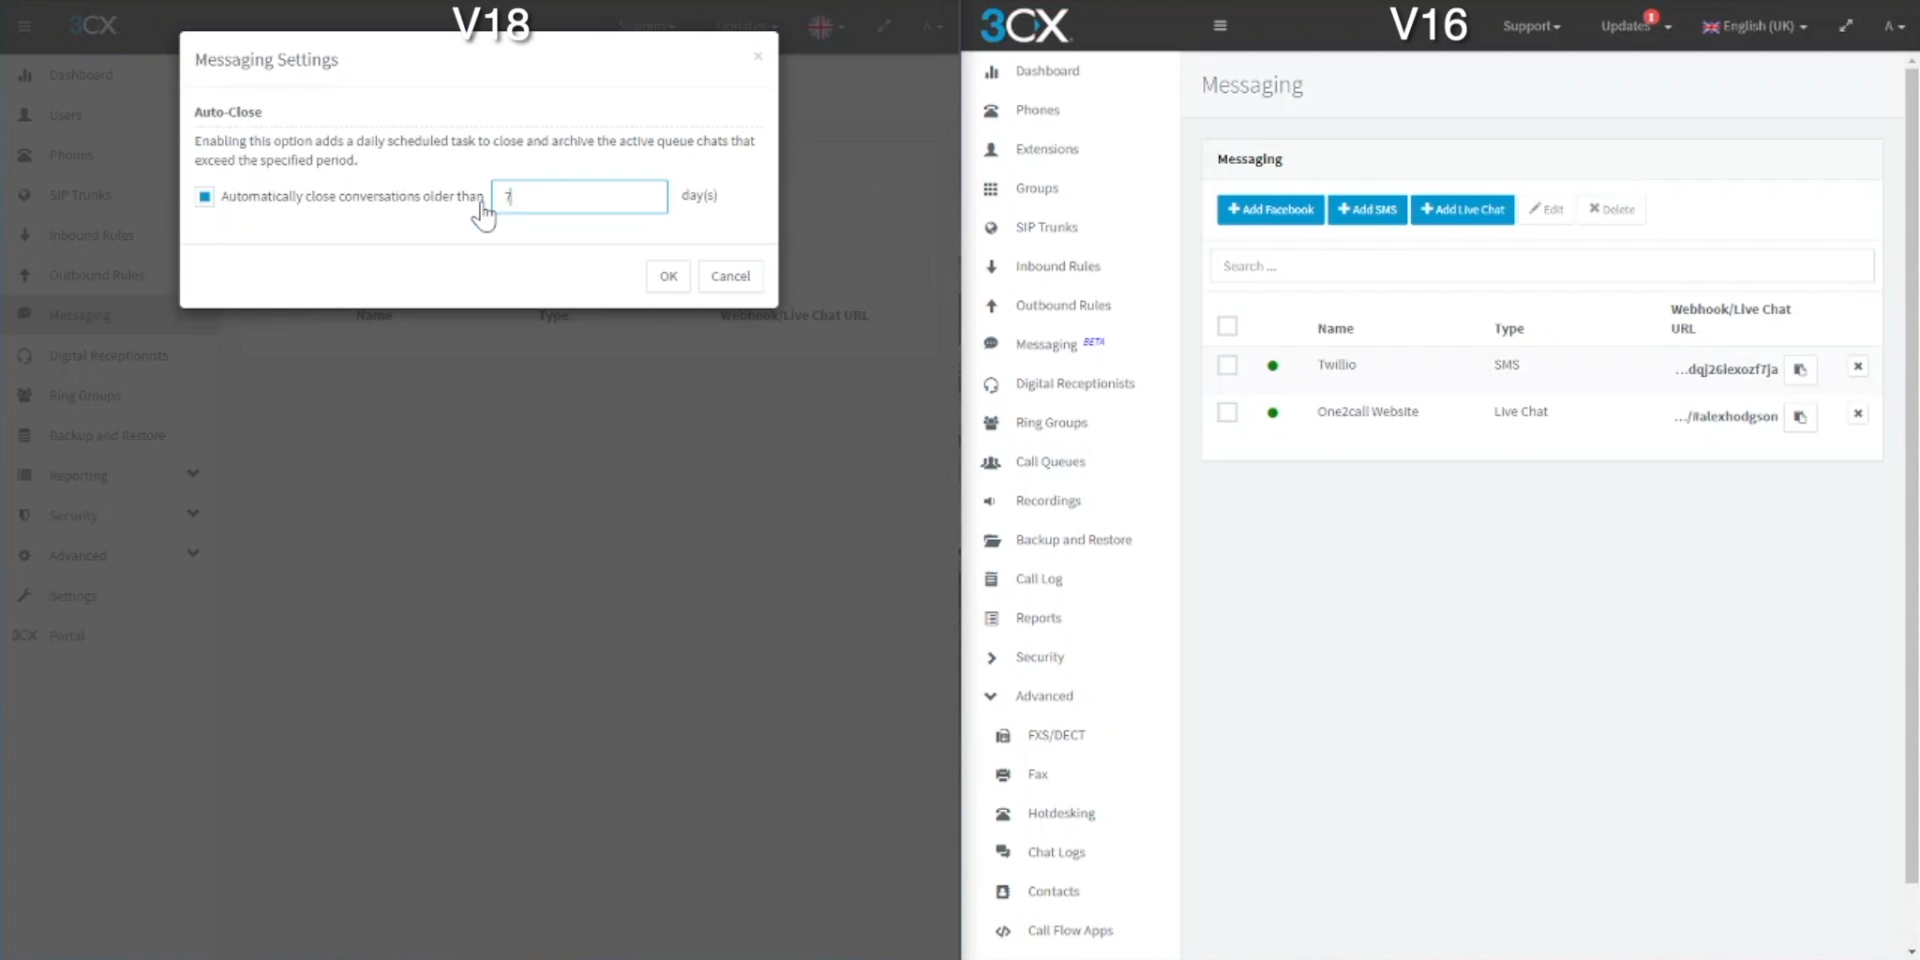 V18
3CX
Support
Updates
Messaging Settings
×
Auto-Close
Enabling this option adds a daily scheduled task to close and archive the active queue chats that
exceed the specified period.
Automatically close conversations older than 7 day(s)
OK
Cancel
Dashboard
Users
Phones
SIP Trunks
Inbound Rules
Outbound Rules
Messaging
Digital Receptionists
Ring Groups
Backup and Restore
Reporting
Security
Advanced
Settings
3CX Portal
Name
Type
Webhook/Live Chat URL
3CX
V16
Support
Updates 1
English (UK)
A
Dashboard
Phones
Extensions
Groups
SIP Trunks
Inbound Rules
Outbound Rules
Messaging BETA
Digital Receptionists
Ring Groups
Call Queues
Recordings
Backup and Restore
Call Log
Reports
Security
Advanced
FXS/DECT
Fax
Hotdesking
Chat Logs
Contacts
Call Flow Apps
Messaging
Messaging
+ Add Facebook
+ Add SMS
+ Add Live Chat
Edit
Delete
Search ...
Name
Type
Webhook/Live Chat
URL
Twillio
SMS
...dqj26lexozf7ja
One2call Website
Live Chat
.../#alexhodgson